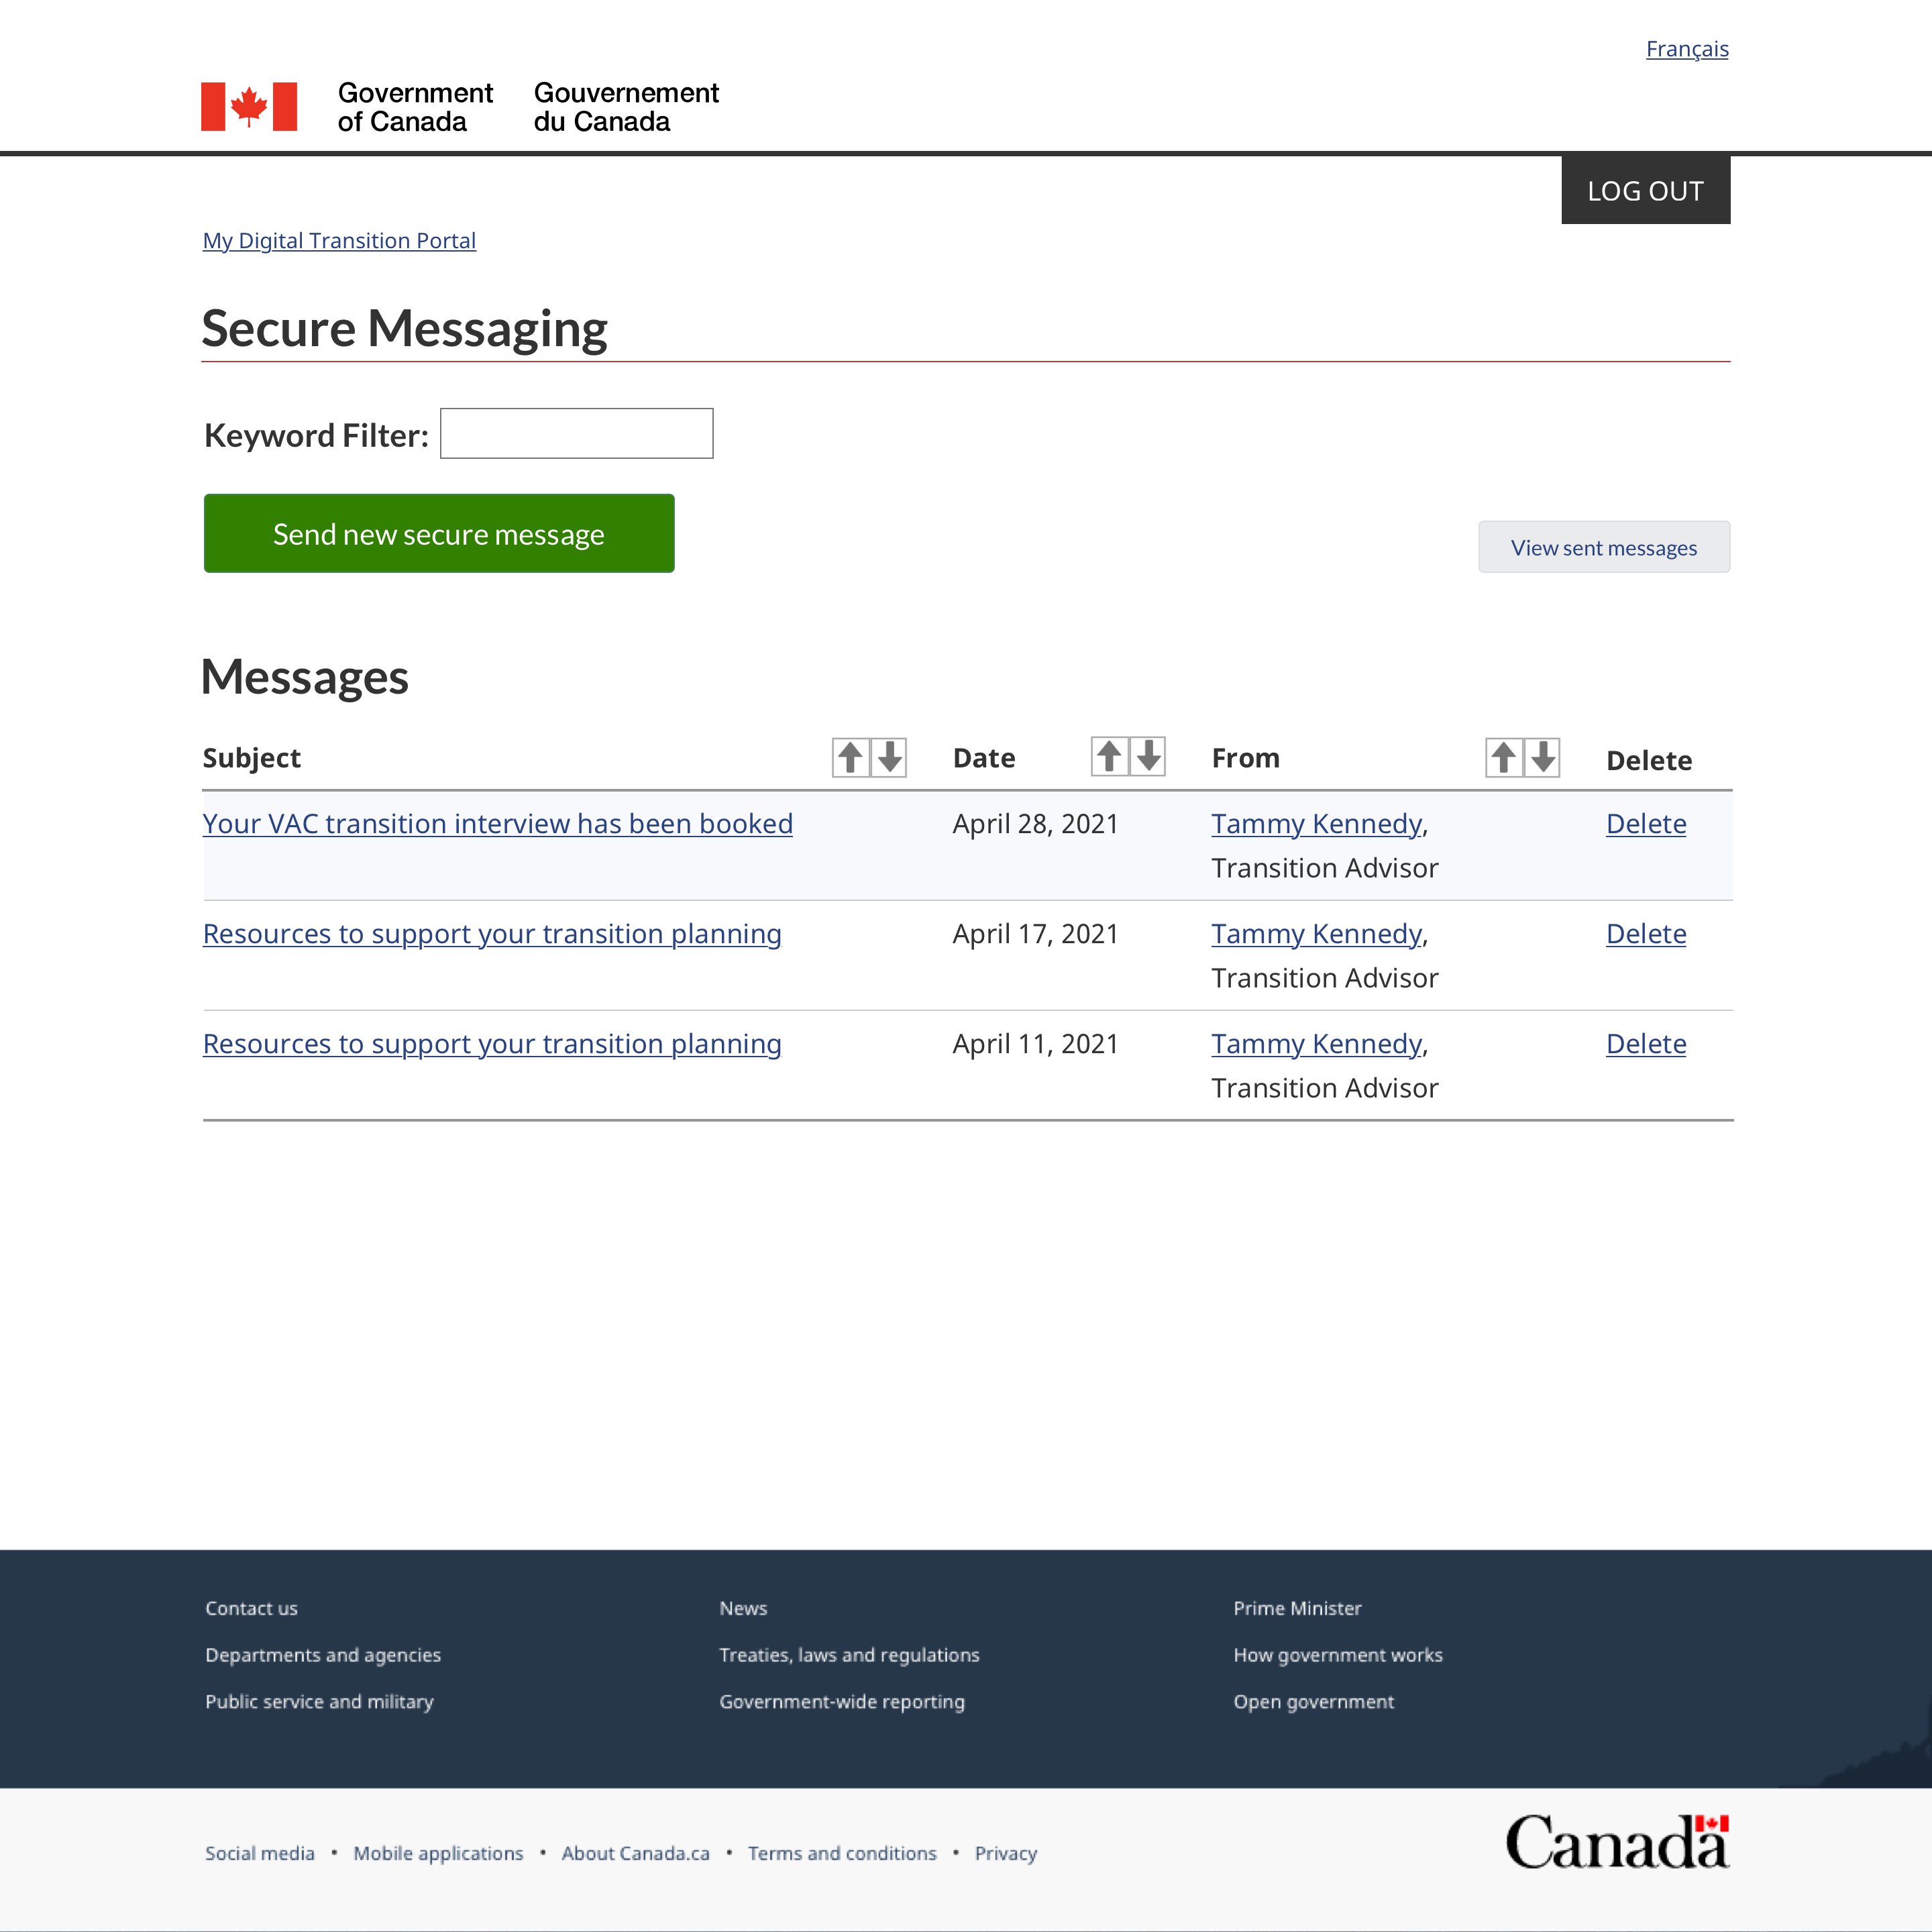 Français
Government of Canada
Gouvernement du Canada
LOG OUT
My Digital Transition Portal
Secure Messaging
Keyword Filter:
Send new secure message
View sent messages
Messages
Subject Date From Delete
Your VAC transition interview has been booked April 28, 2021 Tammy Kennedy, Delete
Transition Advisor
Resources to support your transition planning April 17, 2021 Tammy Kennedy, Delete
Transition Advisor
Resources to support your transition planning April 11, 2021 Tammy Kennedy, Delete
Transition Advisor
Contact us News Prime Minister
Departments and agencies Treaties, laws and regulations How government works
Public service and military Government-wide reporting Open government
Social media • Mobile applications • About Canada.ca • Terms and conditions • Privacy
Canada